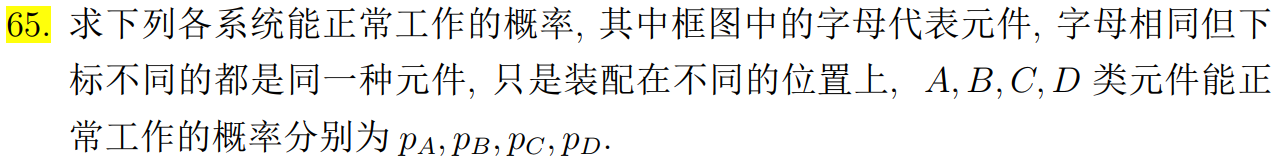 65. 求下列各系统能正常工作的概率, 其中框图中的字母代表元件, 字母相同但下
标不同的都是同一种元件, 只是装配在不同的位置上, A, B, C, D 类元件能正
常工作的概率分别为 p_A, p_B, p_C, p_D.